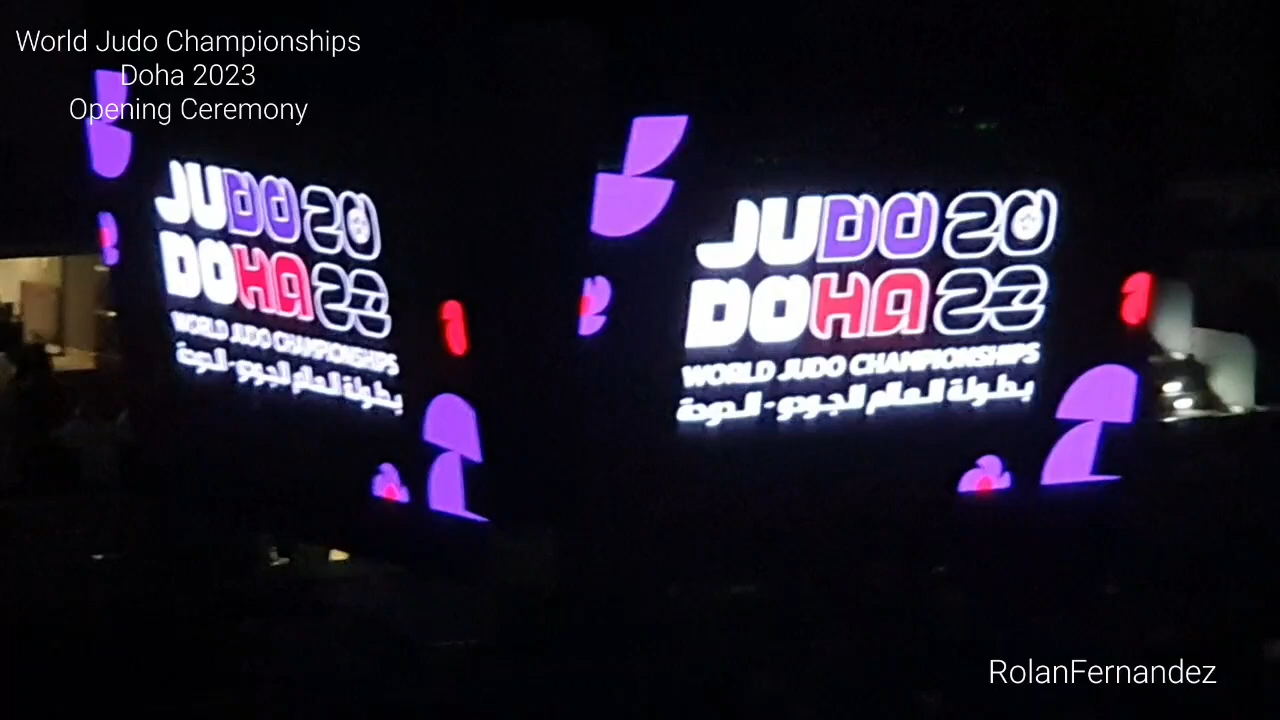 World Judo Championships
Doha 2023
Opening Ceremony
JUDO 20
DOHA 23
WORLD JUDO CHAMPIONSHIPS
بطولة العالم للجودو - الدوحة
JUDO 20
DOHA 23
WORLD JUDO CHAMPIONSHIPS
بطولة العالم للجودو - الدوحة
RolanFernandez